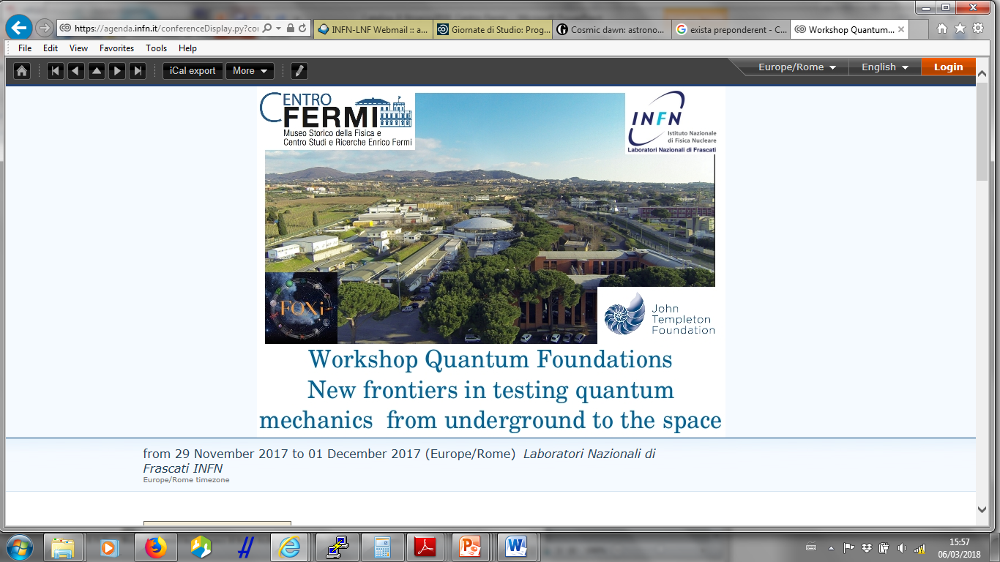 https://agenda.infn.it/conferenceDisplay.py?co
INFN-LNF Webmail :: a...
Giornate di Studio: Prog...
Cosmic dawn: astrono...
exista preponderent - C...
Workshop Quantum...
File Edit View Favorites Tools Help
iCal export
More
Europe/Rome
English
Login
CENTRO
FERMI
Museo Storico della Fisica e
Centro Studi e Ricerche Enrico Fermi
INFN
Istituto Nazionale
di Fisica Nucleare
Laboratori Nazionali di Frascati
FOXi
John
Templeton
Foundation
Workshop Quantum Foundations
New frontiers in testing quantum
mechanics from underground to the space
from 29 November 2017 to 01 December 2017 (Europe/Rome) Laboratori Nazionali di
Frascati INFN
Europe/Rome timezone
15:57
06/03/2018